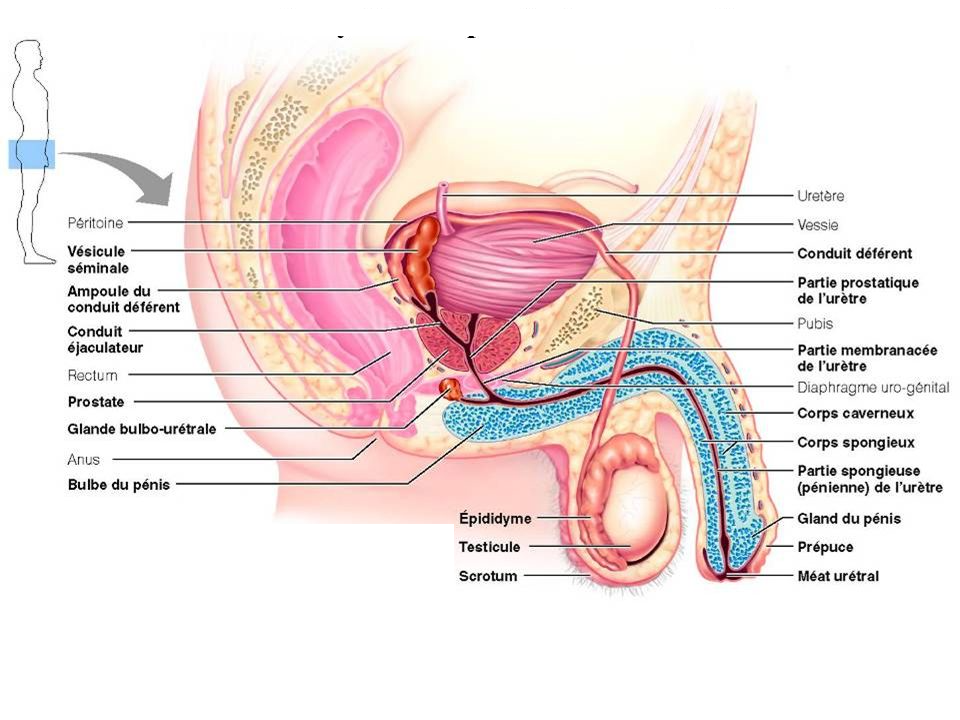 Péritoine
Vésicule
séminale
Ampoule du
conduit déférent
Conduit
éjaculateur
Rectum
Prostate
Glande bulbo-urétrale
Anus
Bulbe du pénis
Épididyme
Testicule
Scrotum
Uretère
Vessie
Conduit déférent
Partie prostatique
de l'urètre
Pubis
Partie membranacée
de l'urètre
Diaphragme uro-génital
Corps caverneux
Corps spongieux
Partie spongieuse
(pénienne) de l'urètre
Gland du pénis
Prépuce
Méat urétral